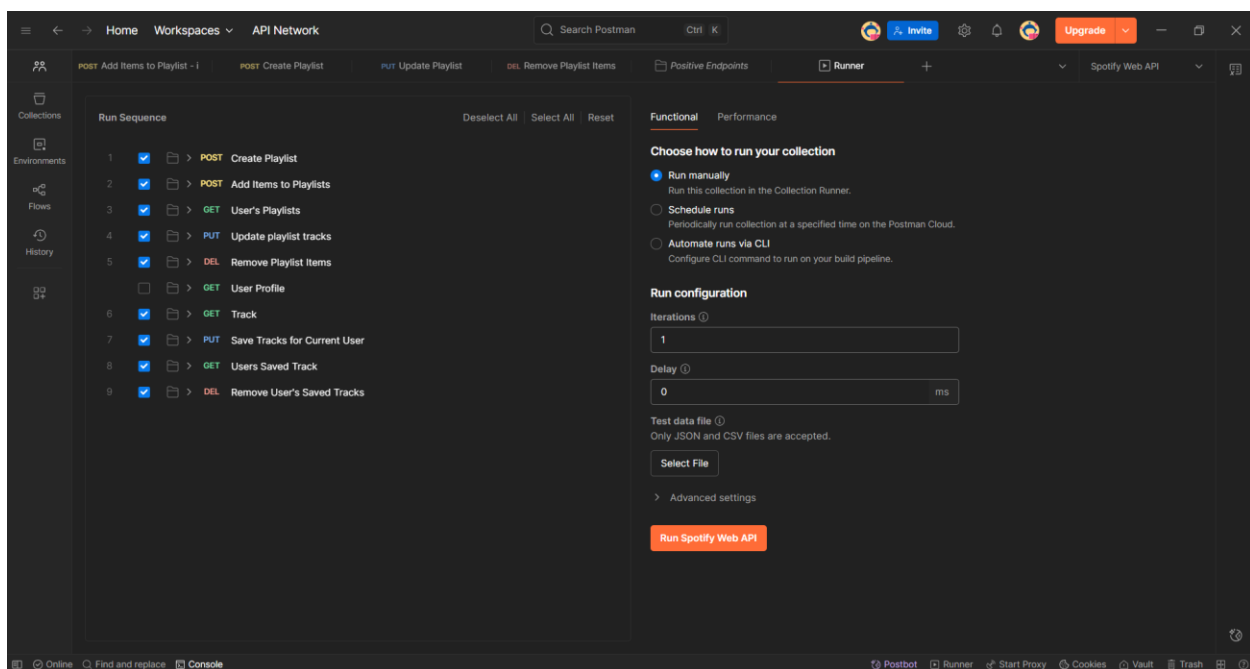 Home Workspaces API Network Search Postman Ctrl K Invite Upgrade
POST Add Items to Playlist - i POST Create Playlist PUT Update Playlist DEL Remove Playlist Items Positive Endpoints Runner Spotify Web API
Collections
Environments
Flows
History
Run Sequence Deselect All Select All Reset
1 POST Create Playlist
2 POST Add Items to Playlists
3 GET User's Playlists
4 PUT Update playlist tracks
5 DEL Remove Playlist Items
GET User Profile
6 GET Track
7 PUT Save Tracks for Current User
8 GET Users Saved Track
9 DEL Remove User's Saved Tracks
Functional Performance
Choose how to run your collection
Run manually
Run this collection in the Collection Runner.
Schedule runs
Periodically run collection at a specified time on the Postman Cloud.
Automate runs via CLI
Configure CLI command to run on your build pipeline.
Run configuration
Iterations
1
Delay
0 ms
Test data file
Only JSON and CSV files are accepted.
Select File
Advanced settings
Run Spotify Web API
Online Find and replace Console Postbot Runner Start Proxy Cookies Vault Trash